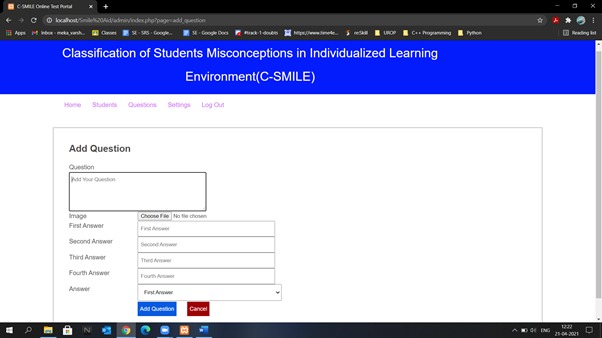 C-SMILE Online Test Portal
localhost/Smile%20Aid/admin/index.php?page=add_question
Apps Inbox - meka_varsh... Classes SE - SRS - Google... SE - Google Docs #track-1-doubts https://www.time4e... reSkill UROP C++ Programming Python Reading list
Classification of Students Misconceptions in Individualized Learning
Environment(C-SMILE)
Home Students Questions Settings Log Out
Add Question
Question
Add Your Question
Image Choose File No file chosen
First Answer First Answer
Second Answer Second Answer
Third Answer Third Answer
Fourth Answer Fourth Answer
Answer First Answer
Add Question Cancel
ENG 12:22
21-04-2021